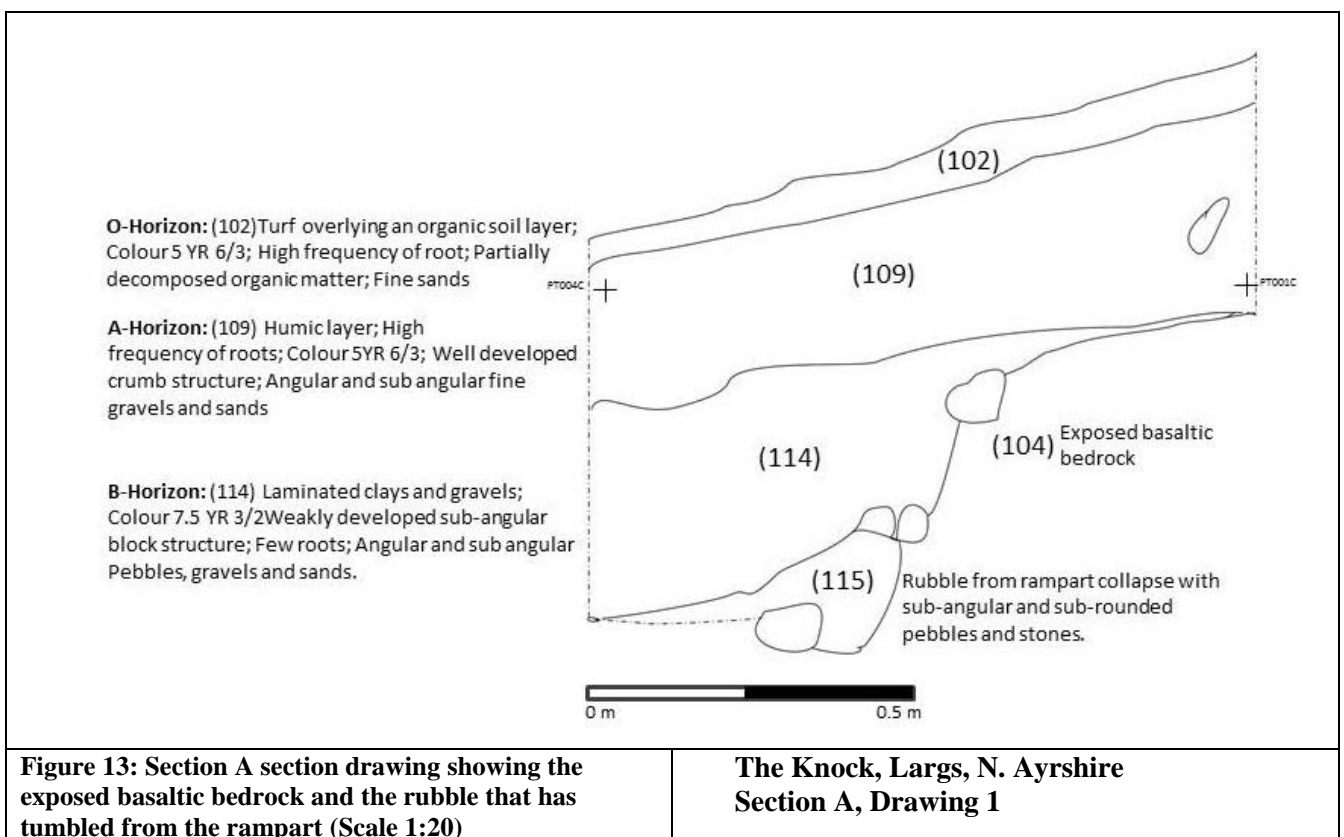 (102)
O-Horizon: (102)Turf overlying an organic soil layer;
Colour 5 YR 6/3; High frequency of root; Partially
decomposed organic matter; Fine sands
(109)
PT004C
PT001C
A-Horizon: (109) Humic layer; High
frequency of roots; Colour 5YR 6/3; Well developed
crumb structure; Angular and sub angular fine
gravels and sands
(114)
(104) Exposed basaltic
bedrock
B-Horizon: (114) Laminated clays and gravels;
Colour 7.5 YR 3/2Weakly developed sub-angular
block structure; Few roots; Angular and sub angular
Pebbles, gravels and sands.
(115) Rubble from rampart collapse with
sub-angular and sub-rounded
pebbles and stones.
0 m 0.5 m
Figure 13: Section A section drawing showing the
exposed basaltic bedrock and the rubble that has
tumbled from the rampart (Scale 1:20)
The Knock, Largs, N. Ayrshire
Section A, Drawing 1